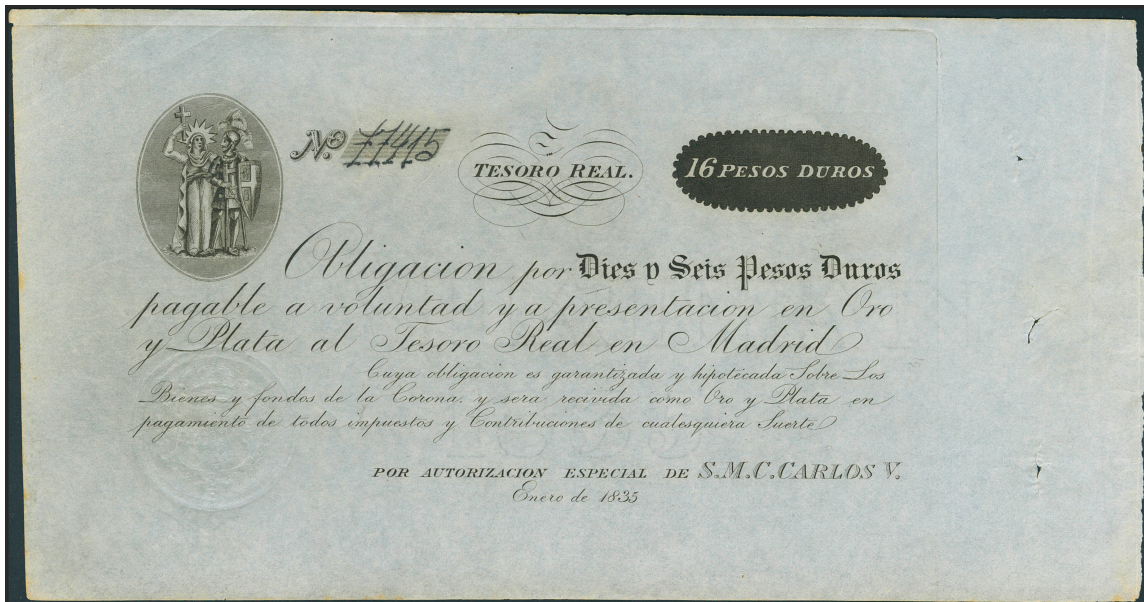 No. 77415
TESORO REAL.
16 PESOS DUROS
Obligacion por Dies y Seis Pesos Duros
pagable a voluntad y a presentacion en Oro
y Plata al Tesoro Real en Madrid
Cuya obligacion es garantizada y hipotécada Sobre Los
Bienes y fondos de la Corona, y sera recivida como Oro y Plata en
pagamiento de todos impuestos y Contribuciones de cualesquiera Suerte
POR AUTORIZACION ESPECIAL DE S.M.C. CARLOS V.
Enero de 1835